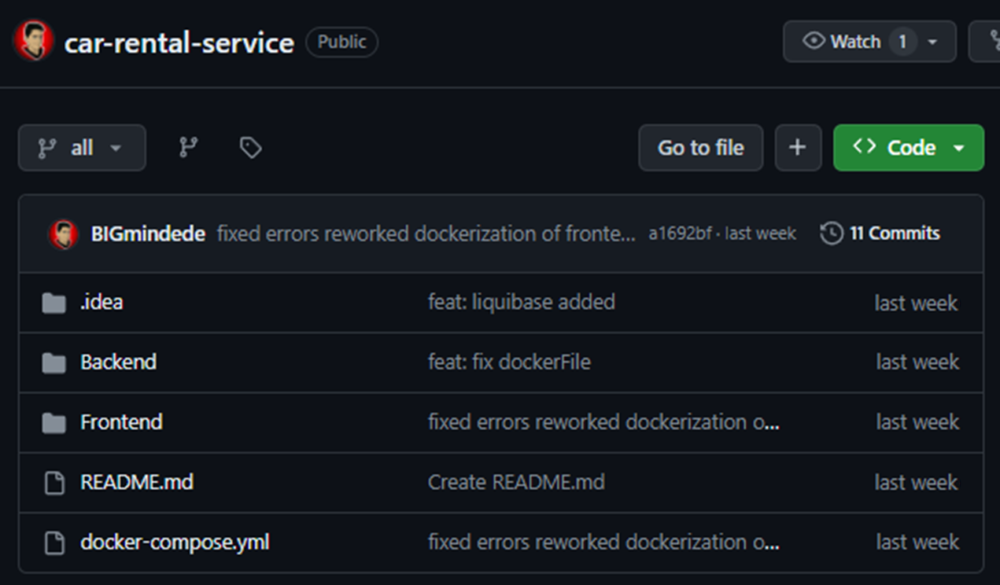 car-rental-service Public Watch 1
all Go to file Code
BIGmindede fixed errors reworked dockerization of fronte... a1692bf · last week 11 Commits
.idea feat: liquibase added last week
Backend feat: fix dockerFile last week
Frontend fixed errors reworked dockerization o... last week
README.md Create README.md last week
docker-compose.yml fixed errors reworked dockerization o... last week